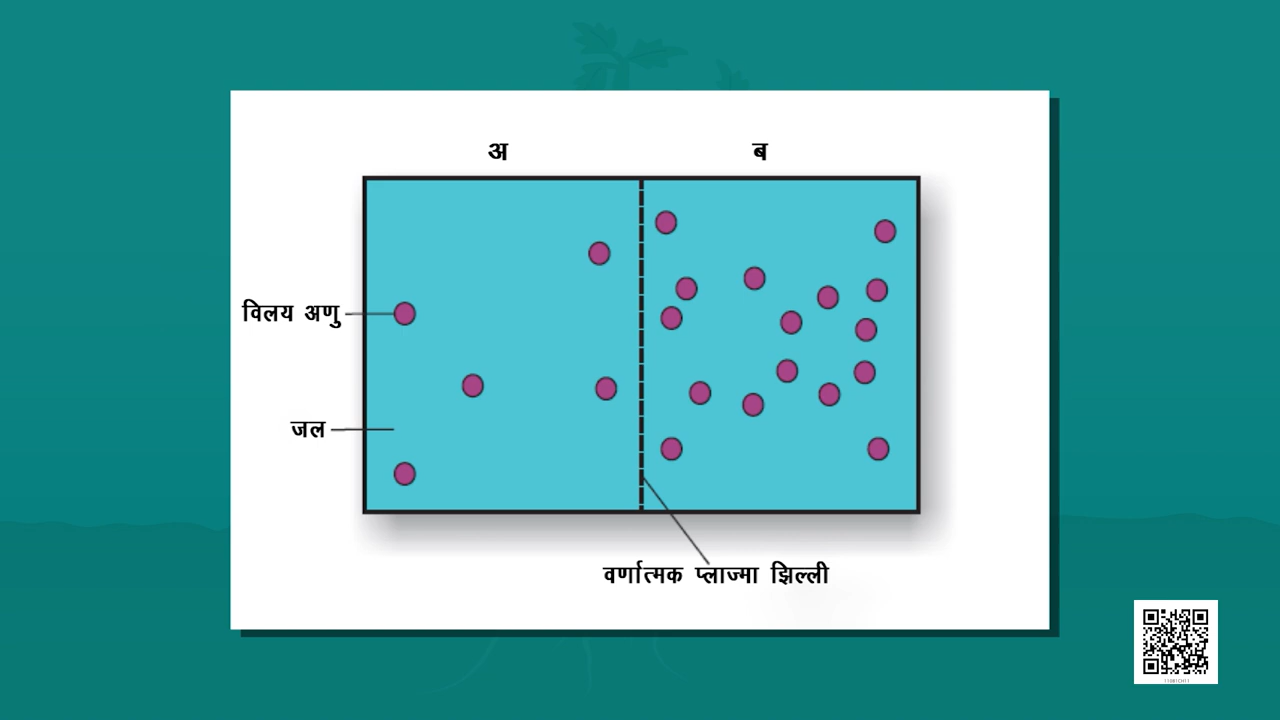 अ
ब
विलय अणु
जल
वर्णात्मक प्लाज्मा झिल्ली